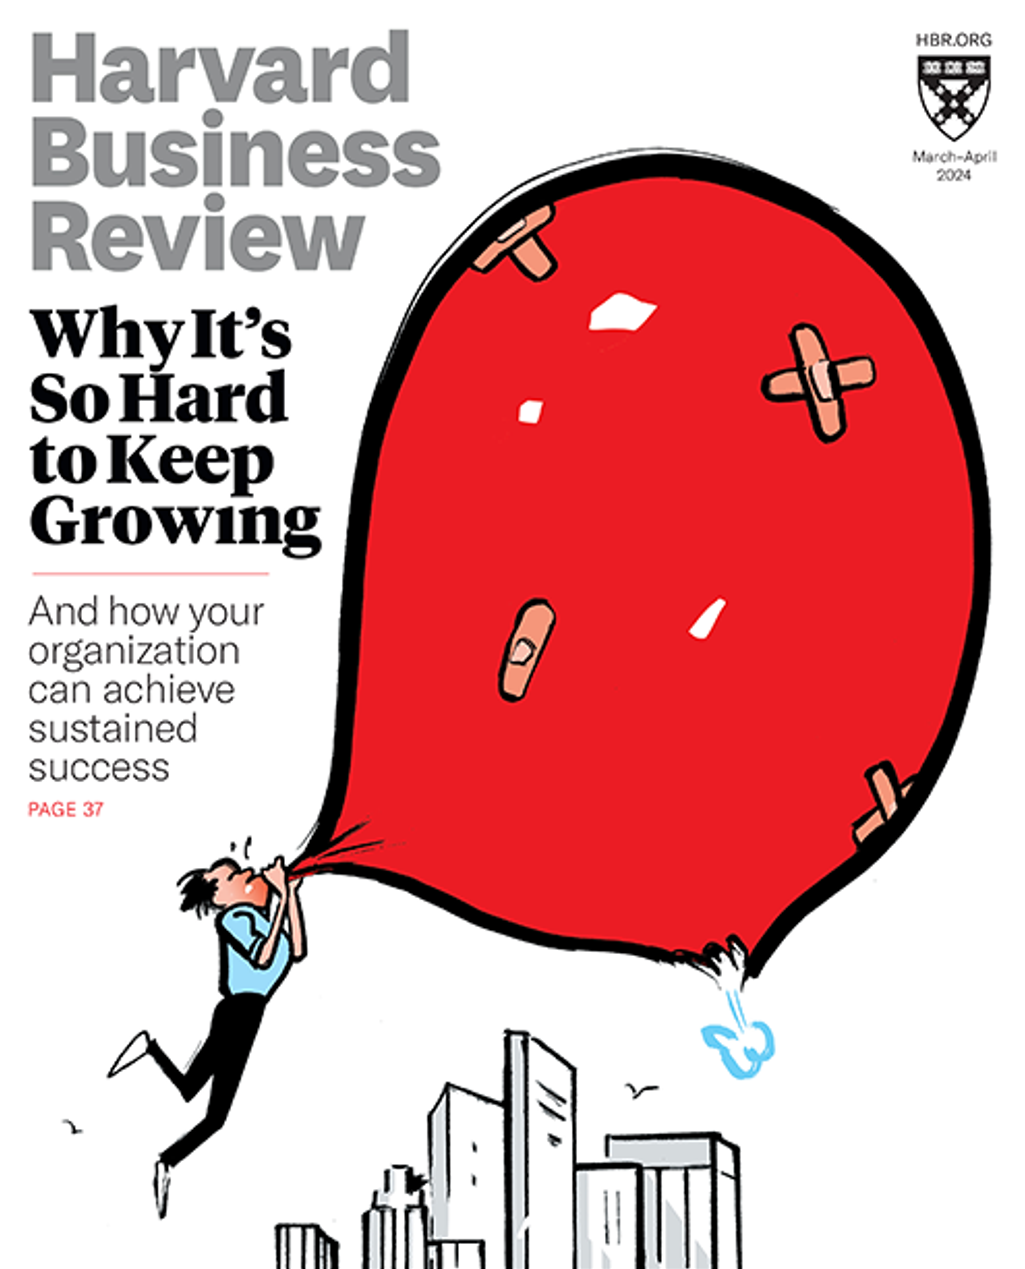 Harvard
Business
Review
HBR.ORG
March–April
2024
Why It’s
So Hard
to Keep
Growing
And how your
organization
can achieve
sustained
success
PAGE 37